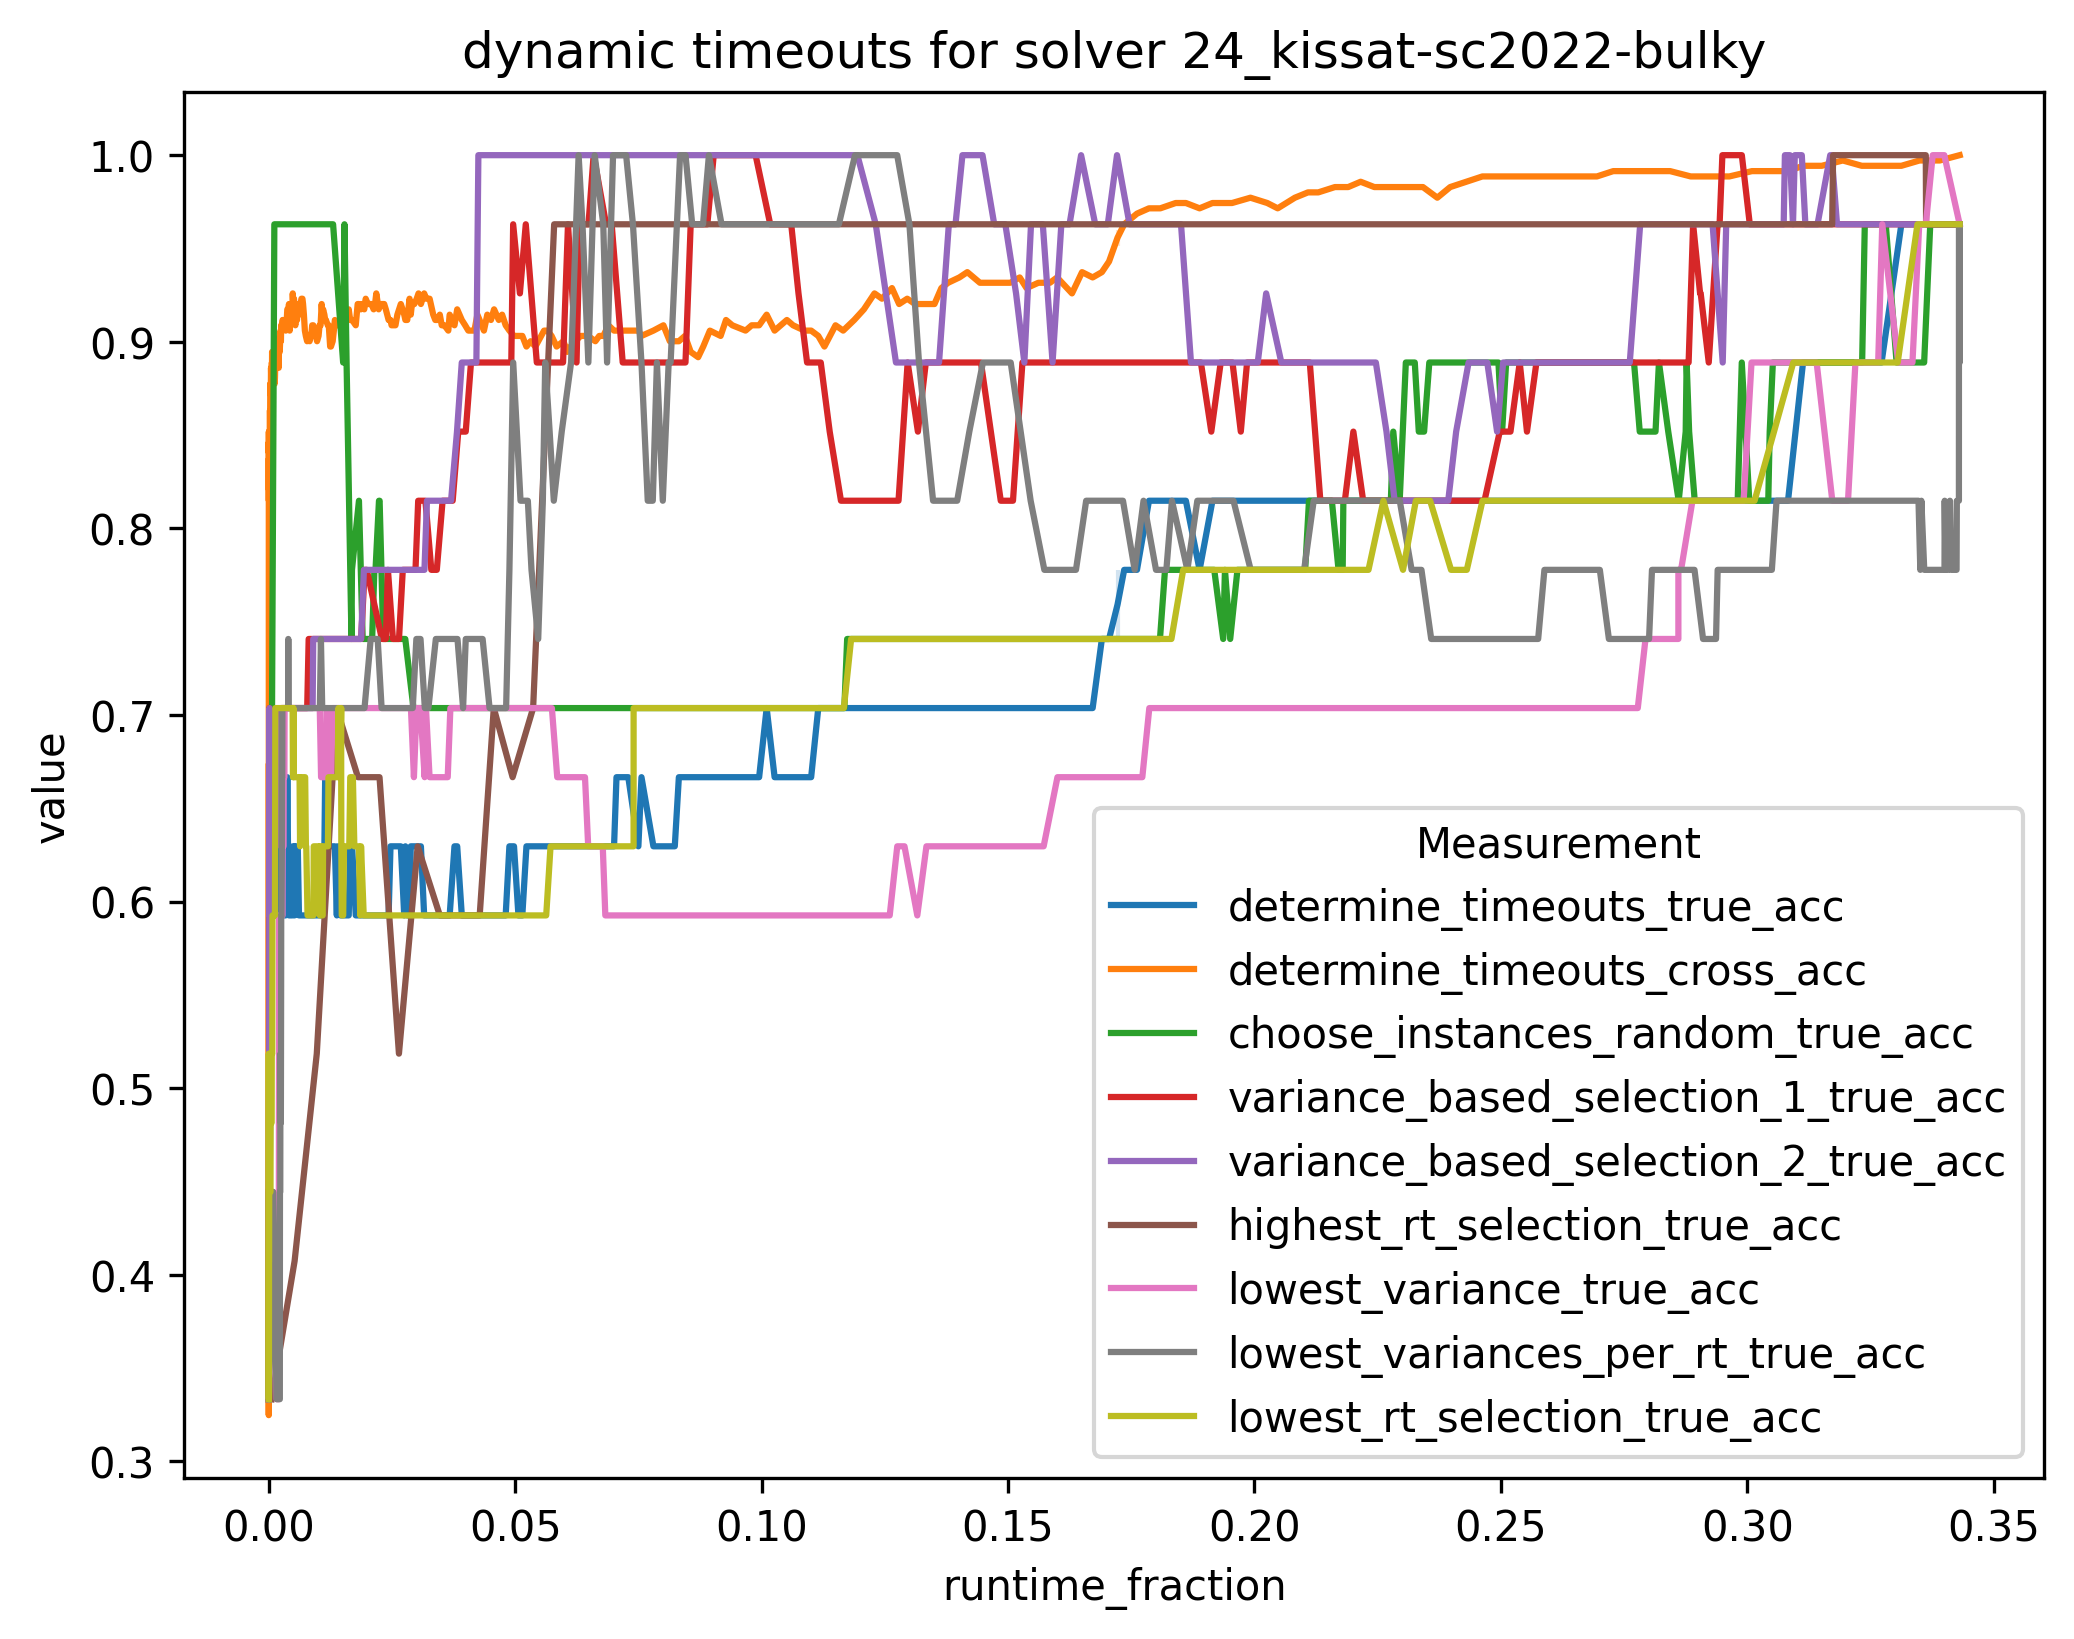 dynamic timeouts for solver 24_kissat-sc2022-bulky
value
1.0
0.9
0.8
0.7
0.6
0.5
0.4
0.3
Measurement
determine_timeouts_true_acc
determine_timeouts_cross_acc
choose_instances_random_true_acc
variance_based_selection_1_true_acc
variance_based_selection_2_true_acc
highest_rt_selection_true_acc
lowest_variance_true_acc
lowest_variances_per_rt_true_acc
lowest_rt_selection_true_acc
0.00 0.05 0.10 0.15 0.20 0.25 0.30 0.35
runtime_fraction